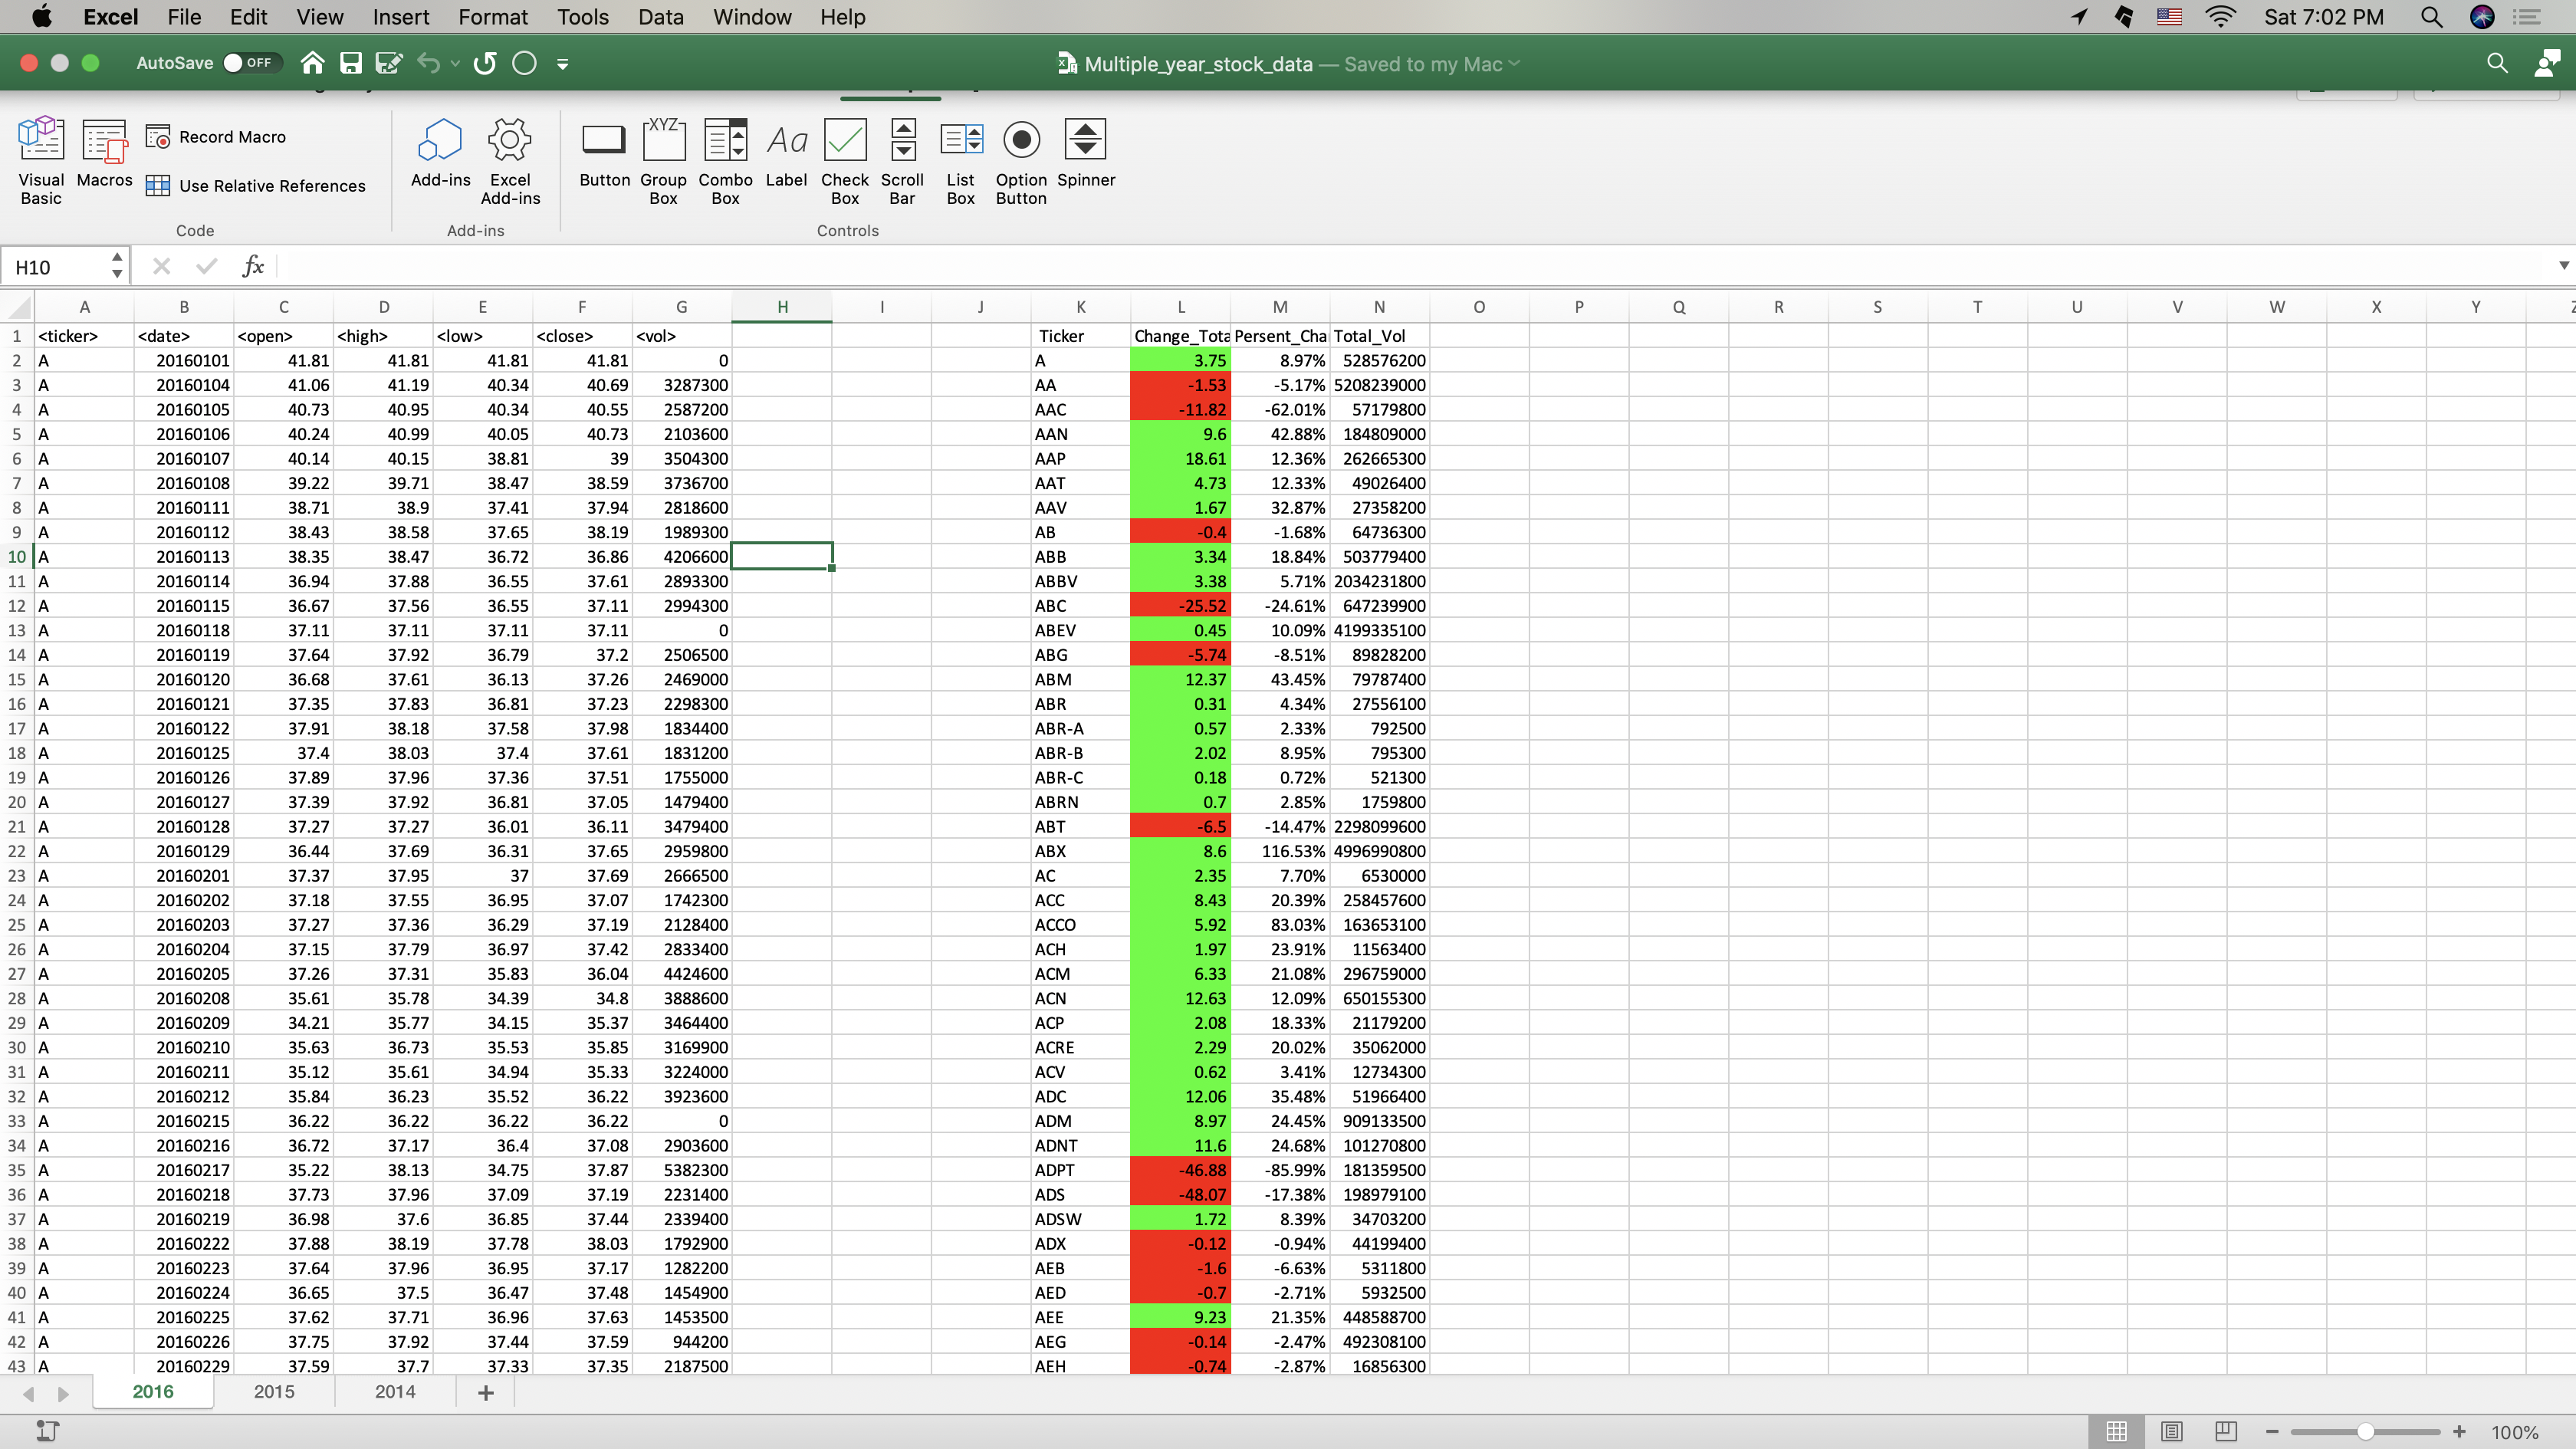 Excel File Edit View Insert Format Tools Data Window Help Sat 7:02 PM
AutoSave OFF Multiple_year_stock_data — Saved to my Mac
Visual Basic Macros Record Macro Use Relative References Add-ins Excel Add-ins Button Group Box XYZ Combo Box Aa Label Check Box Scroll Bar List Box Option Button Spinner
Code Add-ins Controls
H10 fx
A B C D E F G H I J K L M N O P Q R S T U V W X Y Z
1 <ticker> <date> <open> <high> <low> <close> <vol> Ticker Change_Tota Persent_Cha Total_Vol
2 A 20160101 41.81 41.81 41.81 41.81 0 A 3.75 8.97% 528576200
3 A 20160104 41.06 41.19 40.34 40.69 3287300 AA -1.53 -5.17% 5208239000
4 A 20160105 40.73 40.95 40.34 40.55 2587200 AAC -11.82 -62.01% 57179800
5 A 20160106 40.24 40.99 40.05 40.73 2103600 AAN 9.6 42.88% 184809000
6 A 20160107 40.14 40.15 38.81 39 3504300 AAP 18.61 12.36% 262665300
7 A 20160108 39.22 39.71 38.47 38.59 3736700 AAT 4.73 12.33% 49026400
8 A 20160111 38.71 38.9 37.41 37.94 2818600 AAV 1.67 32.87% 27358200
9 A 20160112 38.43 38.58 37.65 38.19 1989300 AB -0.4 -1.68% 64736300
10 A 20160113 38.35 38.47 36.72 36.86 4206600 ABB 3.34 18.84% 503779400
11 A 20160114 36.94 37.88 36.55 37.61 2893300 ABBV 3.38 5.71% 2034231800
12 A 20160115 36.67 37.56 36.55 37.11 2994300 ABC -25.52 -24.61% 647239900
13 A 20160118 37.11 37.11 37.11 37.11 0 ABEV 0.45 10.09% 4199335100
14 A 20160119 37.64 37.92 36.79 37.2 2506500 ABG -5.74 -8.51% 89828200
15 A 20160120 36.68 37.61 36.13 37.26 2469000 ABM 12.37 43.45% 79787400
16 A 20160121 37.35 37.83 36.81 37.23 2298300 ABR 0.31 4.34% 27556100
17 A 20160122 37.91 38.18 37.58 37.98 1834400 ABR-A 0.57 2.33% 792500
18 A 20160125 37.4 38.03 37.4 37.61 1831200 ABR-B 2.02 8.95% 795300
19 A 20160126 37.89 37.96 37.36 37.51 1755000 ABR-C 0.18 0.72% 521300
20 A 20160127 37.39 37.92 36.81 37.05 1479400 ABRN 0.7 2.85% 1759800
21 A 20160128 37.27 37.27 36.01 36.11 3479400 ABT -6.5 -14.47% 2298099600
22 A 20160129 36.44 37.69 36.31 37.65 2959800 ABX 8.6 116.53% 4996990800
23 A 20160201 37.37 37.95 37 37.69 2666500 AC 2.35 7.70% 6530000
24 A 20160202 37.18 37.55 36.95 37.07 1742300 ACC 8.43 20.39% 258457600
25 A 20160203 37.27 37.36 36.29 37.19 2128400 ACCO 5.92 83.03% 163653100
26 A 20160204 37.15 37.79 36.97 37.42 2833400 ACH 1.97 23.91% 11563400
27 A 20160205 37.26 37.31 35.83 36.04 4424600 ACM 6.33 21.08% 296759000
28 A 20160208 35.61 35.78 34.39 34.8 3888600 ACN 12.63 12.09% 650155300
29 A 20160209 34.21 35.77 34.15 35.37 3464400 ACP 2.08 18.33% 21179200
30 A 20160210 35.63 36.73 35.53 35.85 3169900 ACRE 2.29 20.02% 35062000
31 A 20160211 35.12 35.61 34.94 35.33 3224000 ACV 0.62 3.41% 12734300
32 A 20160212 35.84 36.23 35.52 36.22 3923600 ADC 12.06 35.48% 51966400
33 A 20160215 36.22 36.22 36.22 36.22 0 ADM 8.97 24.45% 909133500
34 A 20160216 36.72 37.17 36.4 37.08 2903600 ADNT 11.6 24.68% 101270800
35 A 20160217 35.22 38.13 34.75 37.87 5382300 ADPT -46.88 -85.99% 181359500
36 A 20160218 37.73 37.96 37.09 37.19 2231400 ADS -48.07 -17.38% 198979100
37 A 20160219 36.98 37.6 36.85 37.44 2339400 ADSW 1.72 8.39% 34703200
38 A 20160222 37.88 38.19 37.78 38.03 1792900 ADX -0.12 -0.94% 44199400
39 A 20160223 37.64 37.96 36.95 37.17 1282200 AEB -1.6 -6.63% 5311800
40 A 20160224 36.65 37.5 36.47 37.48 1454900 AED -0.7 -2.71% 5932500
41 A 20160225 37.62 37.71 36.96 37.63 1453500 AEE 9.23 21.35% 448588700
42 A 20160226 37.75 37.92 37.44 37.59 944200 AEG -0.14 -2.47% 492308100
43 A 20160229 37.59 37.7 37.33 37.35 2187500 AEH -0.74 -2.87% 16856300
2016 2015 2014 +
100%